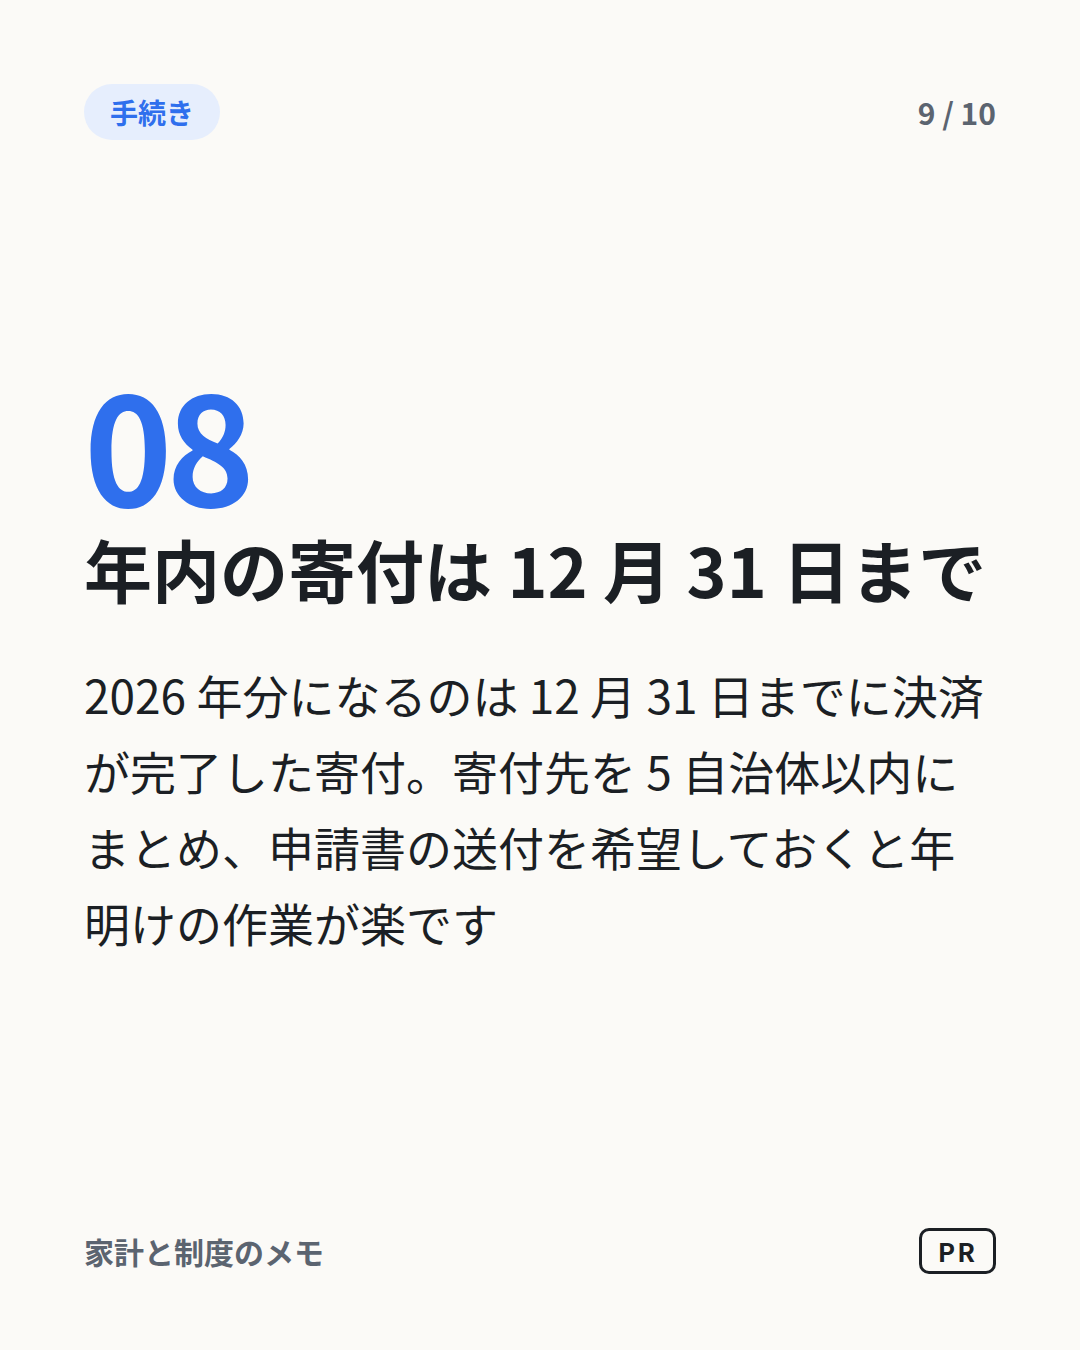 手続き
9 / 10
08
年内の寄付は 12 月 31 日まで
2026 年分になるのは 12 月 31 日までに決済
が完了した寄付。寄付先を 5 自治体以内に
まとめ、申請書の送付を希望しておくと年
明けの作業が楽です
家計と制度のメモ
PR